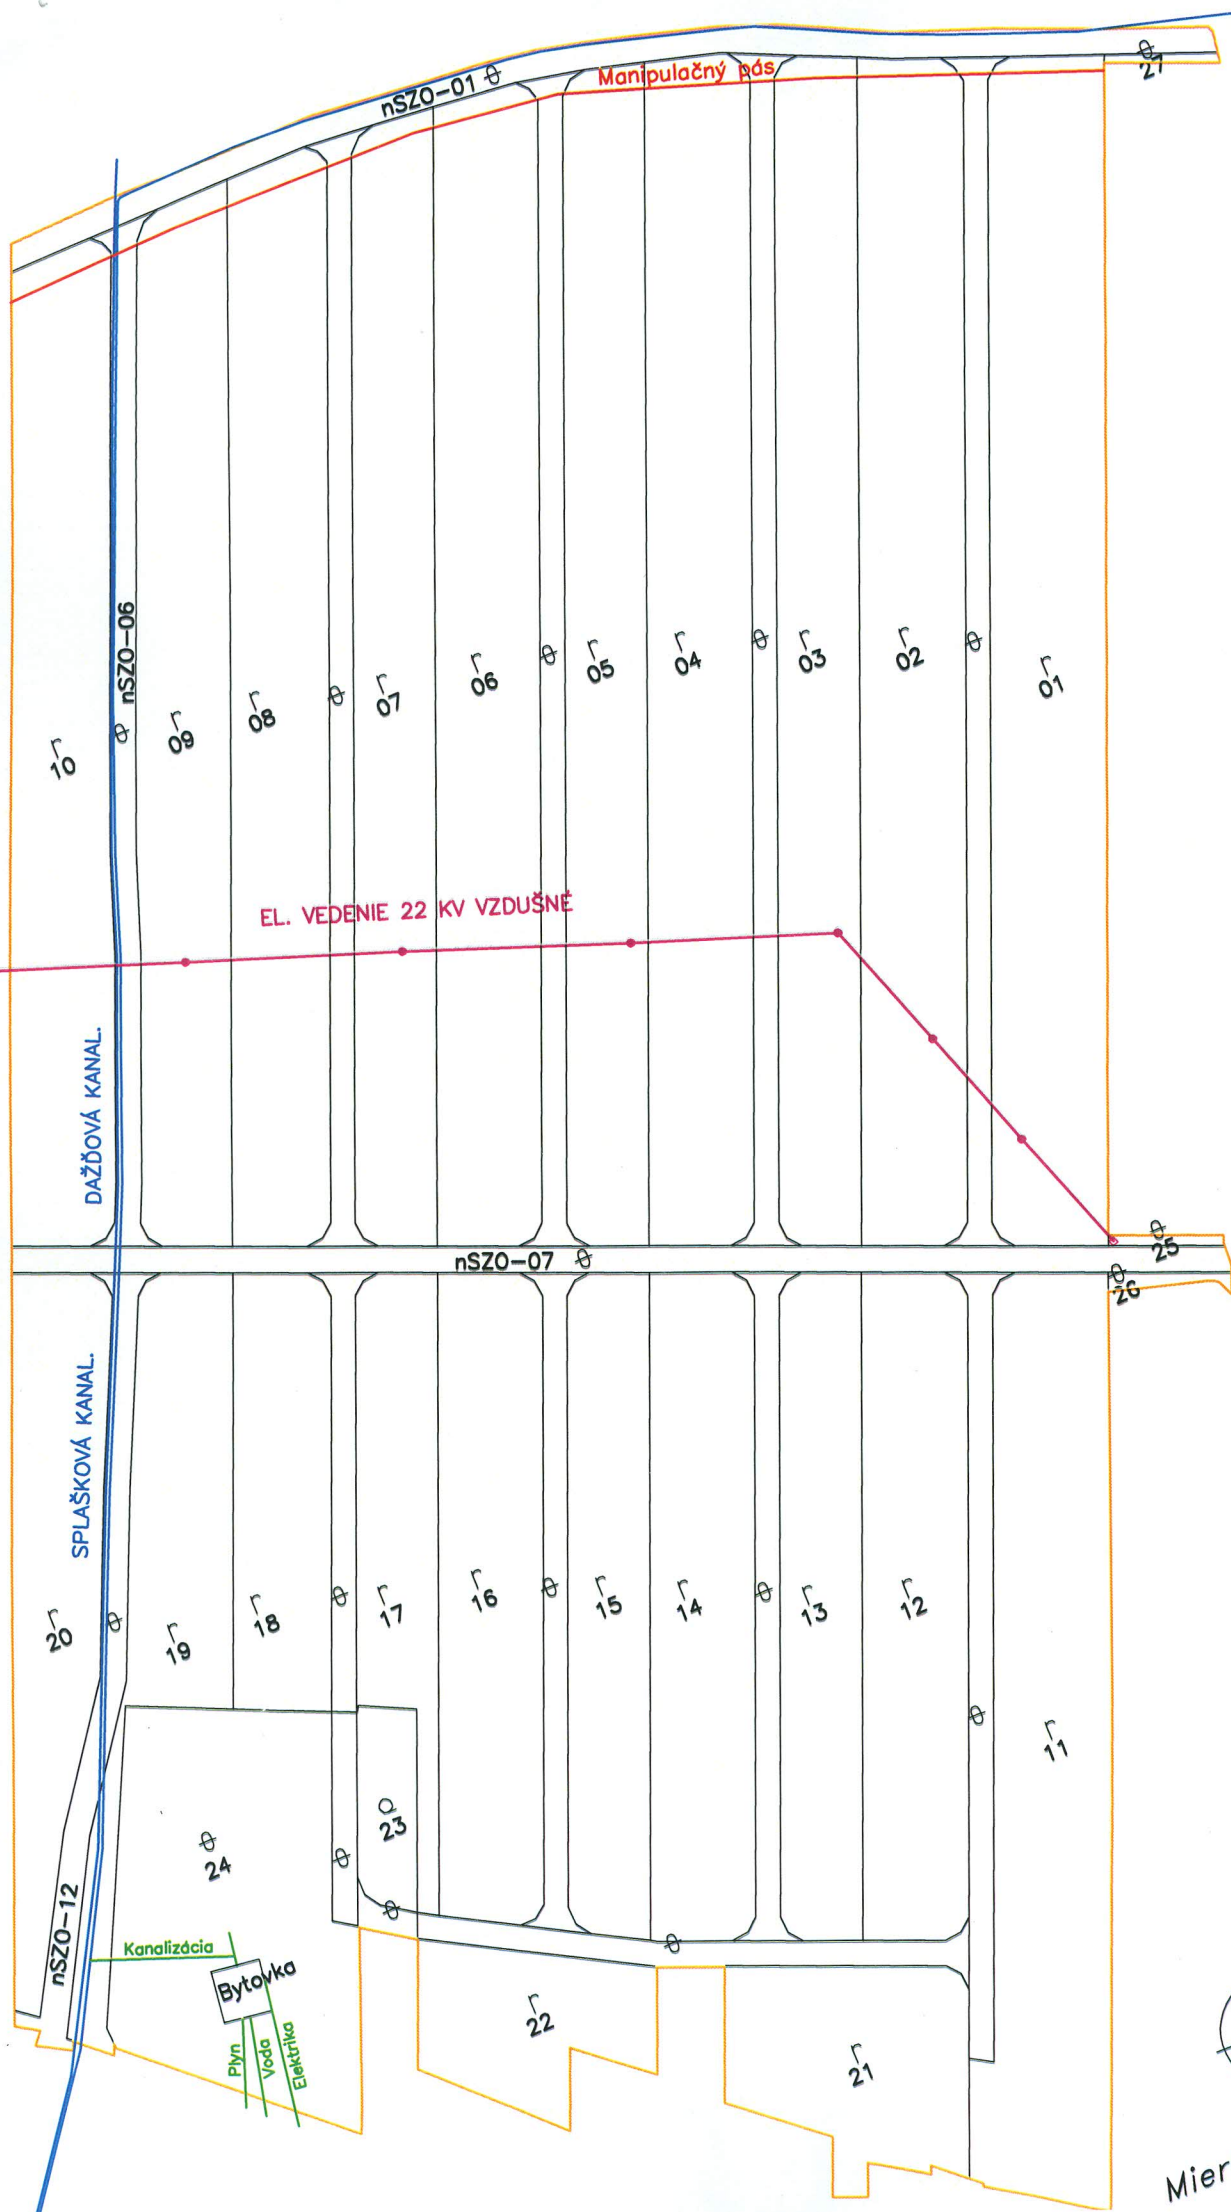 27
nSZO-01
Manipulačný pás
nSZO-06
10
09
08
07
06
05
04
03
02
01
EL. VEDENIE 22 KV VZDUŠNÉ
DAŽĎOVÁ KANAL.
25
nSZO-07
26
SPLAŠKOVÁ KANAL.
20
19
18
17
16
15
14
13
12
11
23
24
nSZO-12
Kanalizácia
Bytovka
Plyn
Voda
Elektrika
22
21
Mier